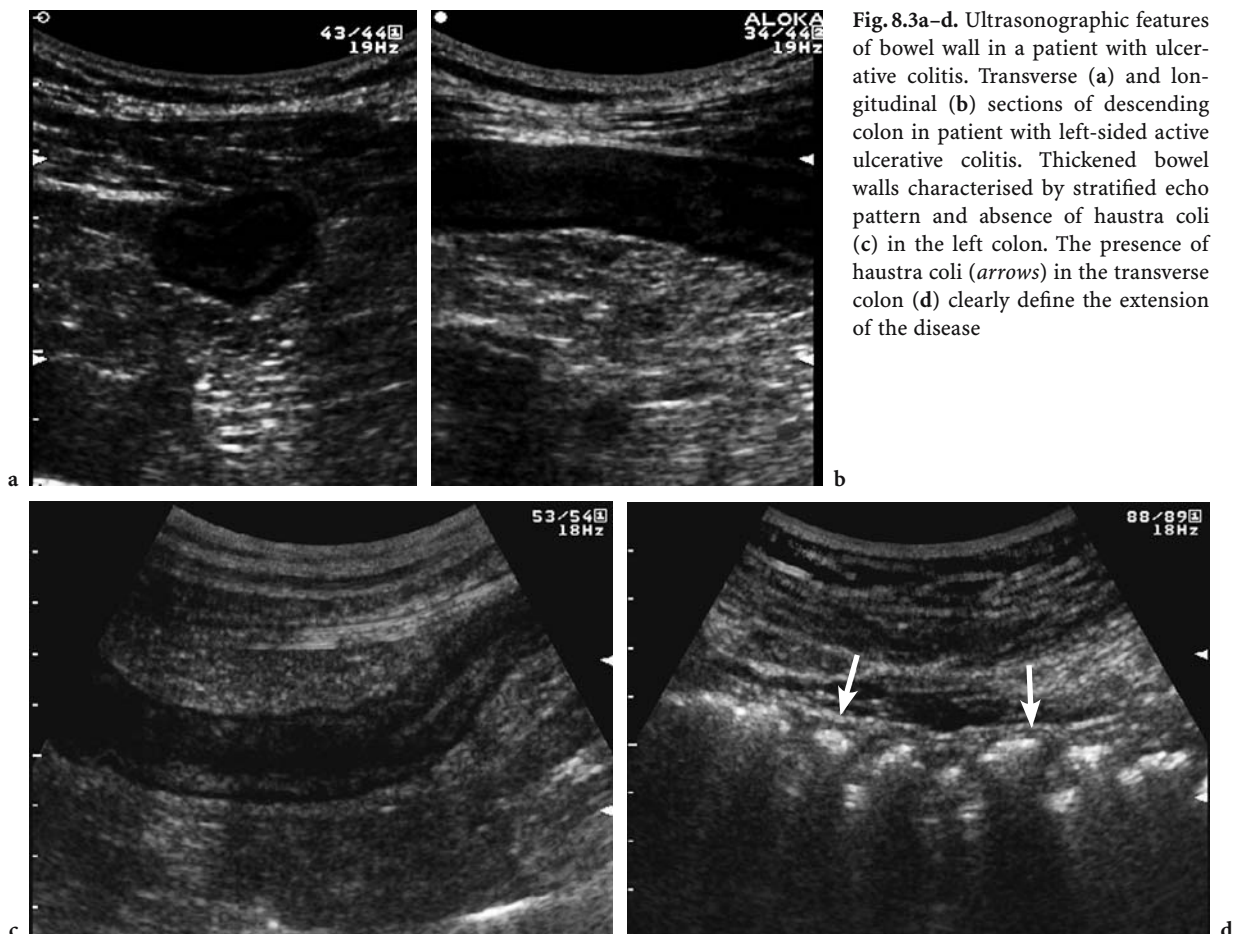 43/44 1
19Hz
ALOKA
34/44 2
19Hz
Fig. 8.3a–d. Ultrasonographic features
of bowel wall in a patient with ulcer-
ative colitis. Transverse (a) and lon-
gitudinal (b) sections of descending
colon in patient with left-sided active
ulcerative colitis. Thickened bowel
walls characterised by stratified echo
pattern and absence of haustra coli
(c) in the left colon. The presence of
haustra coli (arrows) in the transverse
colon (d) clearly define the extension
of the disease
a
b
53/54 1
18Hz
88/89 1
18Hz
c
d